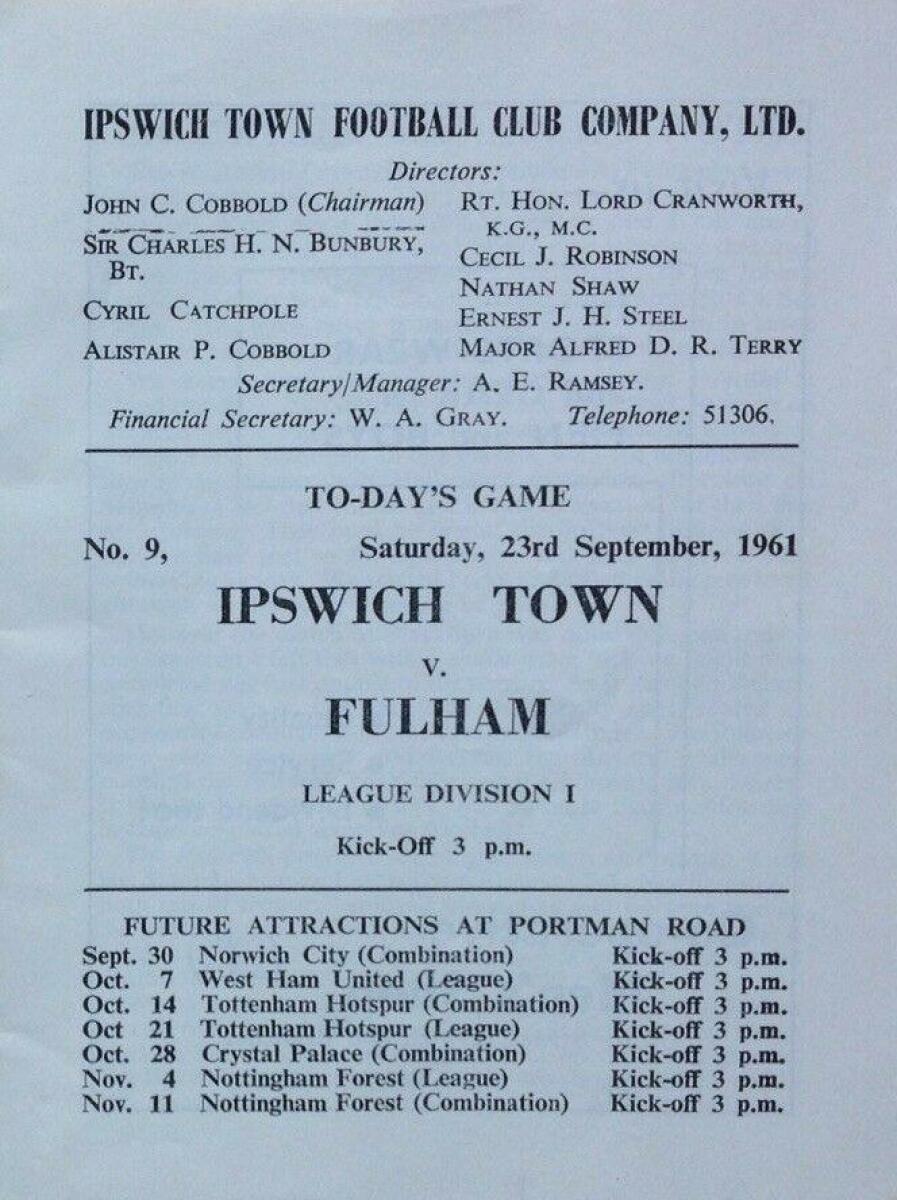 IPSWICH TOWN FOOTBALL CLUB COMPANY, LTD.
Directors:
JOHN C. COBBOLD (Chairman)
SIR CHARLES H. N. BUNBURY,
BT.
CYRIL CATCHPOLE
ALISTAIR P. COBBOLD
RT. HON. LORD CRANWORTH,
K.G., M.C.
CECIL J. ROBINSON
NATHAN SHAW
ERNEST J. H. STEEL
MAJOR ALFRED D. R. TERRY
Secretary/Manager: A. E. RAMSEY.
Financial Secretary: W. A. GRAY. Telephone: 51306.
TO-DAY'S GAME
No. 9, Saturday, 23rd September, 1961
IPSWICH TOWN
V.
FULHAM
LEAGUE DIVISION I
Kick-Off 3 p.m.
FUTURE ATTRACTIONS AT PORTMAN ROAD
Sept. 30 Norwich City (Combination) Kick-off 3 p.m.
Oct. 7 West Ham United (League) Kick-off 3 p.m.
Oct. 14 Tottenham Hotspur (Combination) Kick-off 3 p.m.
Oct 21 Tottenham Hotspur (League) Kick-off 3 p.m.
Oct. 28 Crystal Palace (Combination) Kick-off 3 p.m.
Nov. 4 Nottingham Forest (League) Kick-off 3 p.m.
Nov. 11 Nottingham Forest (Combination) Kick-off 3 p.m.